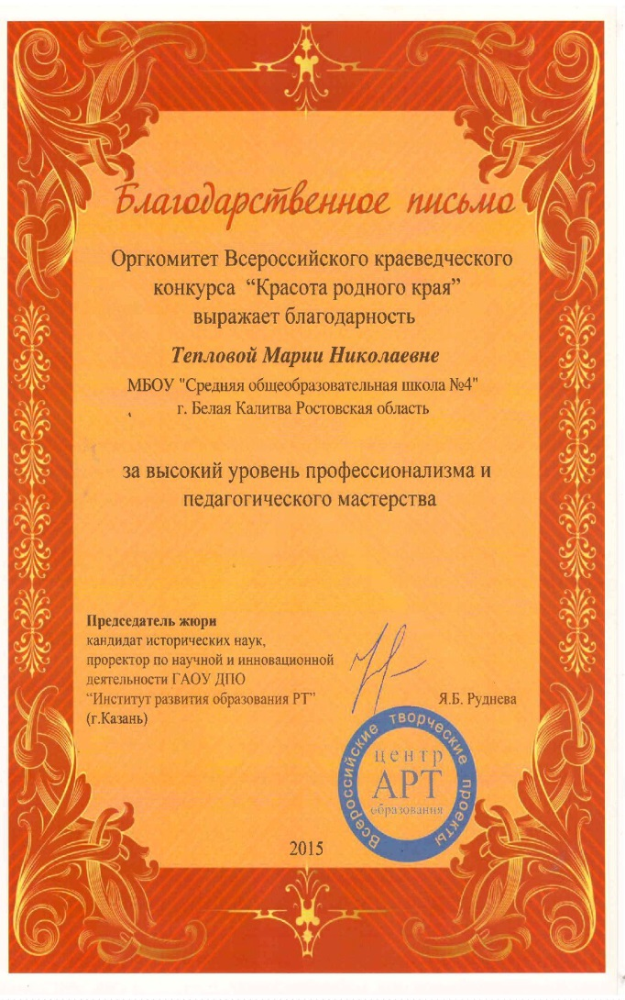 Благодарственное письмо
Оргкомитет Всероссийского краеведческого
конкурса “Красота родного края”
выражает благодарность
Тепловой Марии Николаевне
МБОУ "Средняя общеобразовательная школа №4"
г. Белая Калитва Ростовская область
за высокий уровень профессионализма и
педагогического мастерства
Председатель жюри
кандидат исторических наук,
проректор по научной и инновационной
деятельности ГАОУ ДПО
“Институт развития образования РТ”
(г.Казань)
Я.Б. Руднева
Всероссийские творческие проекты
центр
АРТ
образования
2015